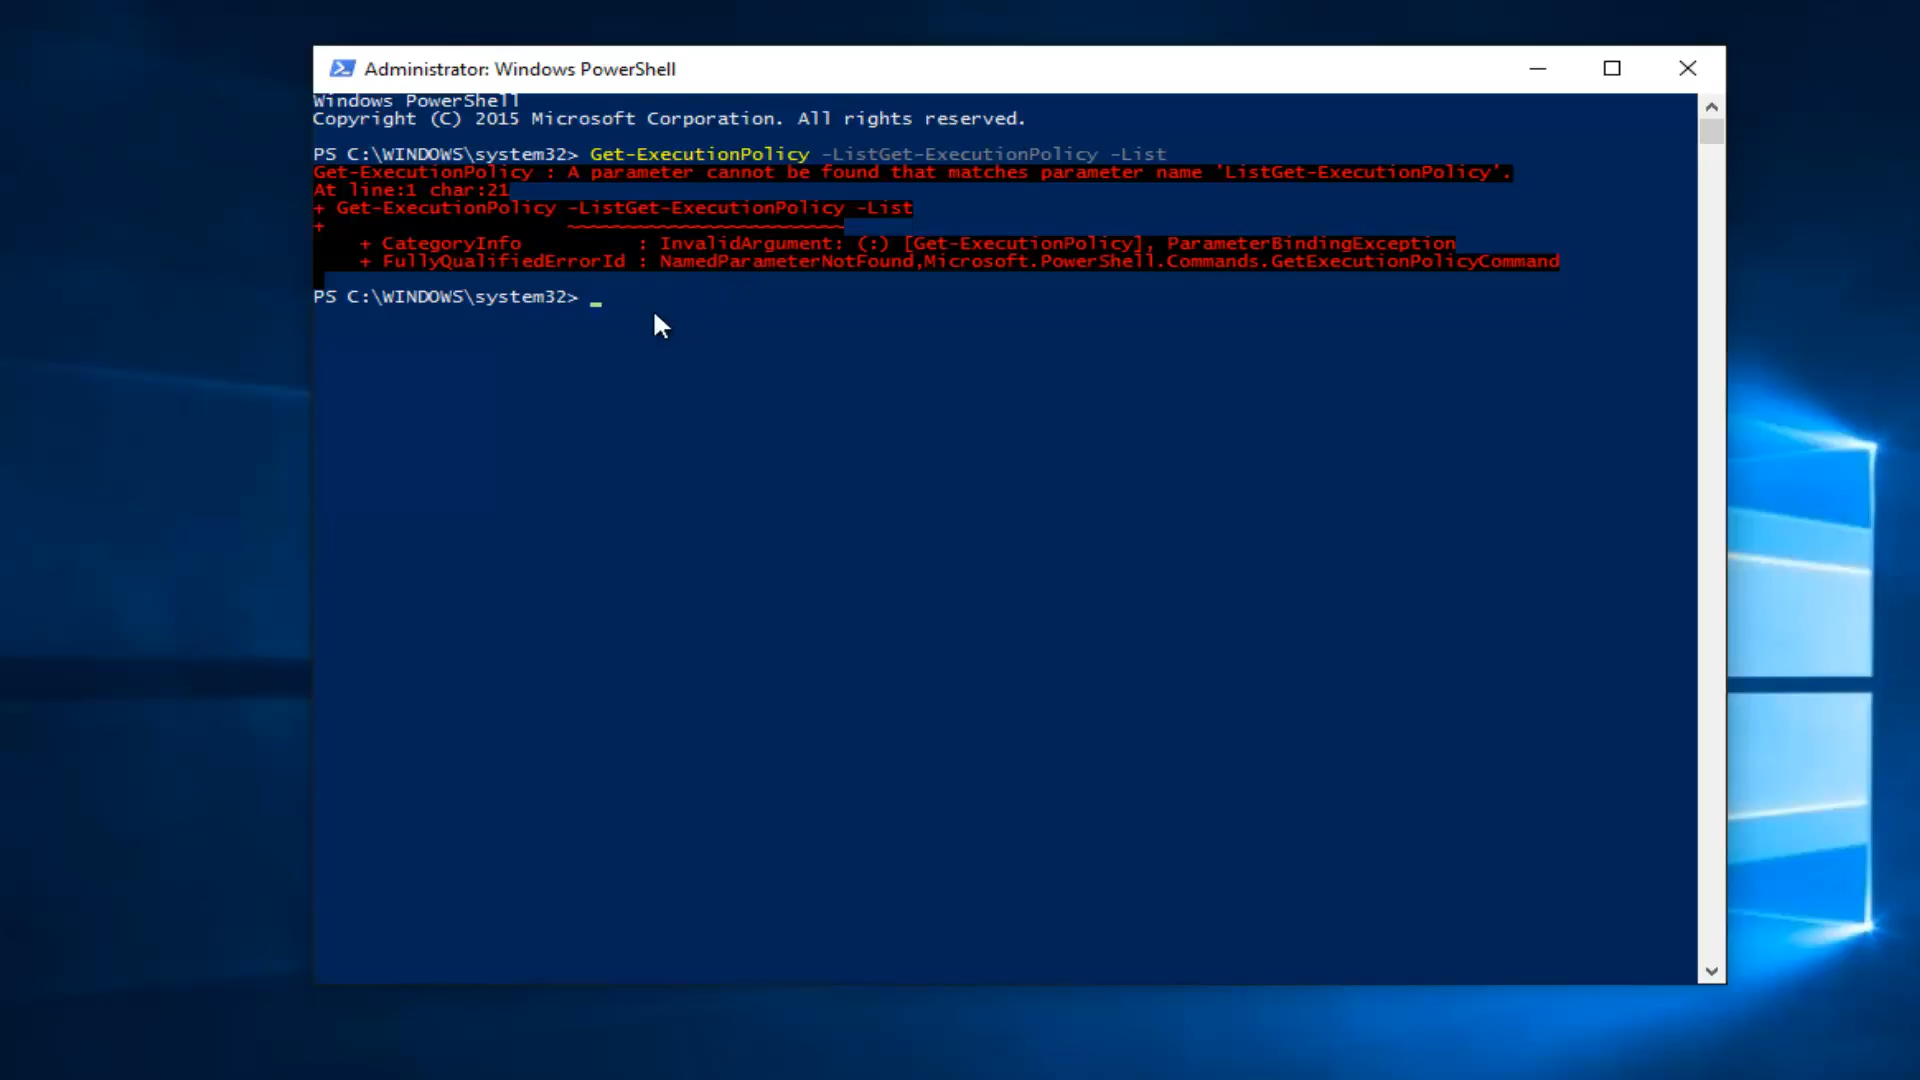 Administrator: Windows PowerShell
Windows PowerShell
Copyright (C) 2015 Microsoft Corporation. All rights reserved.
PS C:\WINDOWS\system32> Get-ExecutionPolicy -ListGet-ExecutionPolicy -List
Get-ExecutionPolicy : A parameter cannot be found that matches parameter name 'ListGet-ExecutionPolicy'.
At line:1 char:21
+ Get-ExecutionPolicy -ListGet-ExecutionPolicy -List
+                     ~~~~~~~~~~~~~~~~~~~~~~~~
    + CategoryInfo          : InvalidArgument: (:) [Get-ExecutionPolicy], ParameterBindingException
    + FullyQualifiedErrorId : NamedParameterNotFound,Microsoft.PowerShell.Commands.GetExecutionPolicyCommand
PS C:\WINDOWS\system32> _